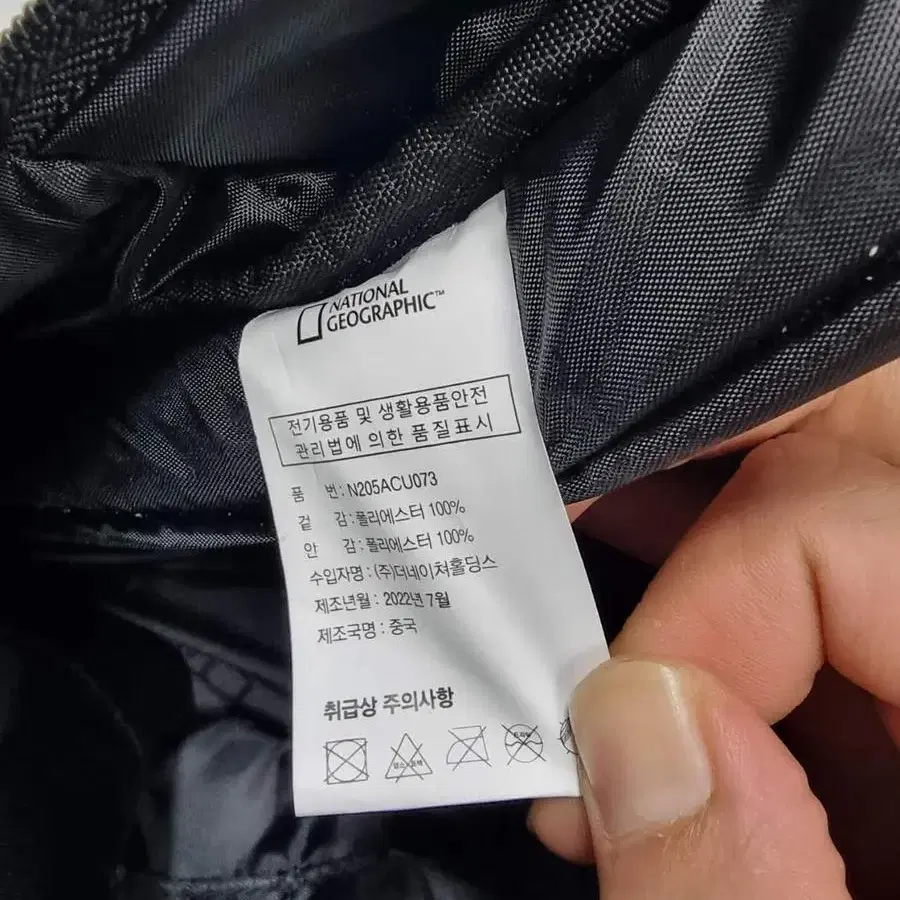 NATIONAL
GEOGRAPHIC™
전기용품 및 생활용품안전
관리법에 의한 품질표시
품 번: N205ACU073
겉 감: 폴리에스터 100%
안 감: 폴리에스터 100%
수입자명 : (주)더네이쳐홀딩스
제조년월 : 2022년 7월
제조국명 : 중국
취급상 주의사항